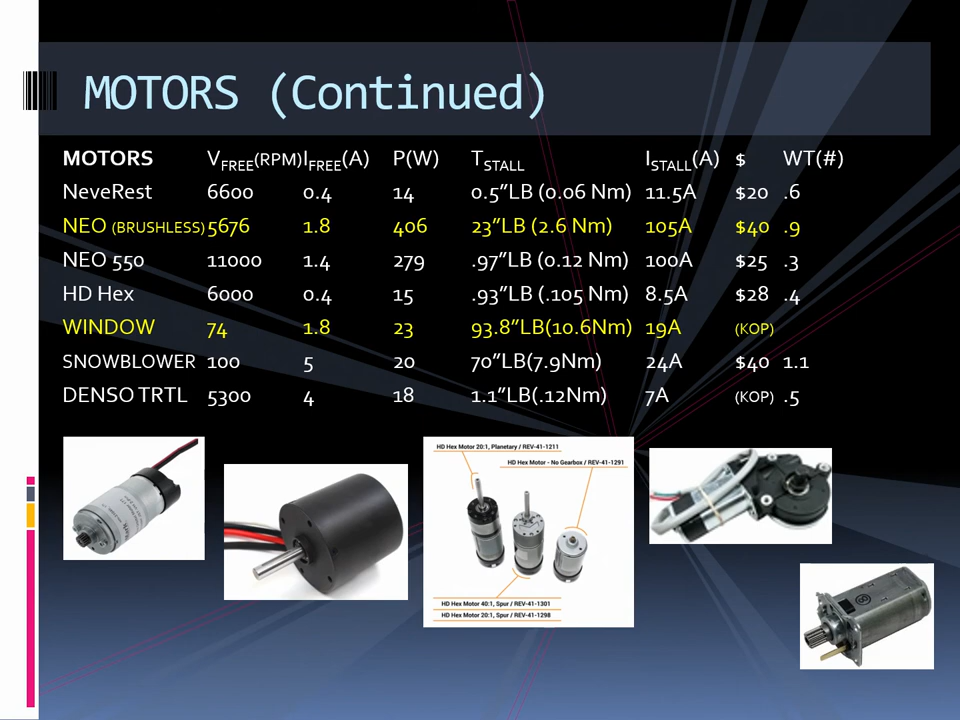 MOTORS (Continued)
MOTORS VFREE(RPM) IFREE(A) P(W) TSTALL ISTALL(A) $ WT(#)
NeveRest 6600 0.4 14 0.5”LB (0.06 Nm) 11.5A $20 .6
NEO (BRUSHLESS) 5676 1.8 406 23”LB (2.6 Nm) 105A $40 .9
NEO 550 11000 1.4 279 .97”LB (0.12 Nm) 100A $25 .3
HD Hex 6000 0.4 15 .93”LB (.105 Nm) 8.5A $28 .4
WINDOW 74 1.8 23 93.8”LB(10.6Nm) 19A (KOP)
SNOWBLOWER 100 5 20 70”LB(7.9Nm) 24A $40 1.1
DENSO TRTL 5300 4 18 1.1”LB(.12Nm) 7A (KOP) .5
HD Hex Motor 20:1, Planetary / REV-41-1211
HD Hex Motor - No Gearbox / REV-41-1291
HD Hex Motor 40:1, Spur / REV-41-1301
HD Hex Motor 20:1, Spur / REV-41-1298